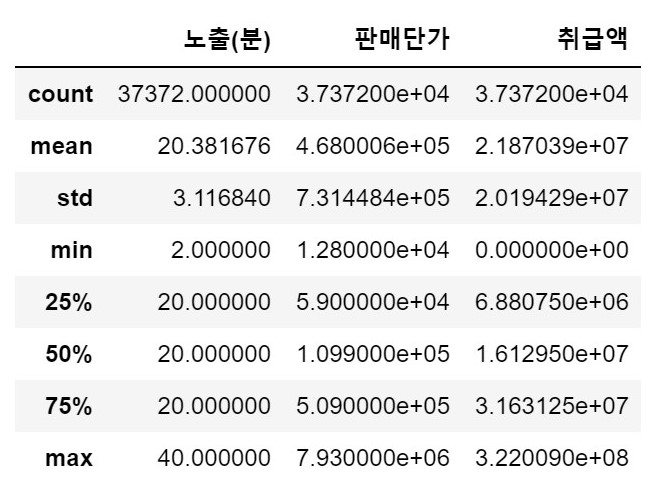 노출(분) 판매단가 취급액
count 37372.000000 3.737200e+04 3.737200e+04
mean 20.381676 4.680006e+05 2.187039e+07
std 3.116840 7.314484e+05 2.019429e+07
min 2.000000 1.280000e+04 0.000000e+00
25% 20.000000 5.900000e+04 6.880750e+06
50% 20.000000 1.099000e+05 1.612950e+07
75% 20.000000 5.090000e+05 3.163125e+07
max 40.000000 7.930000e+06 3.220090e+08